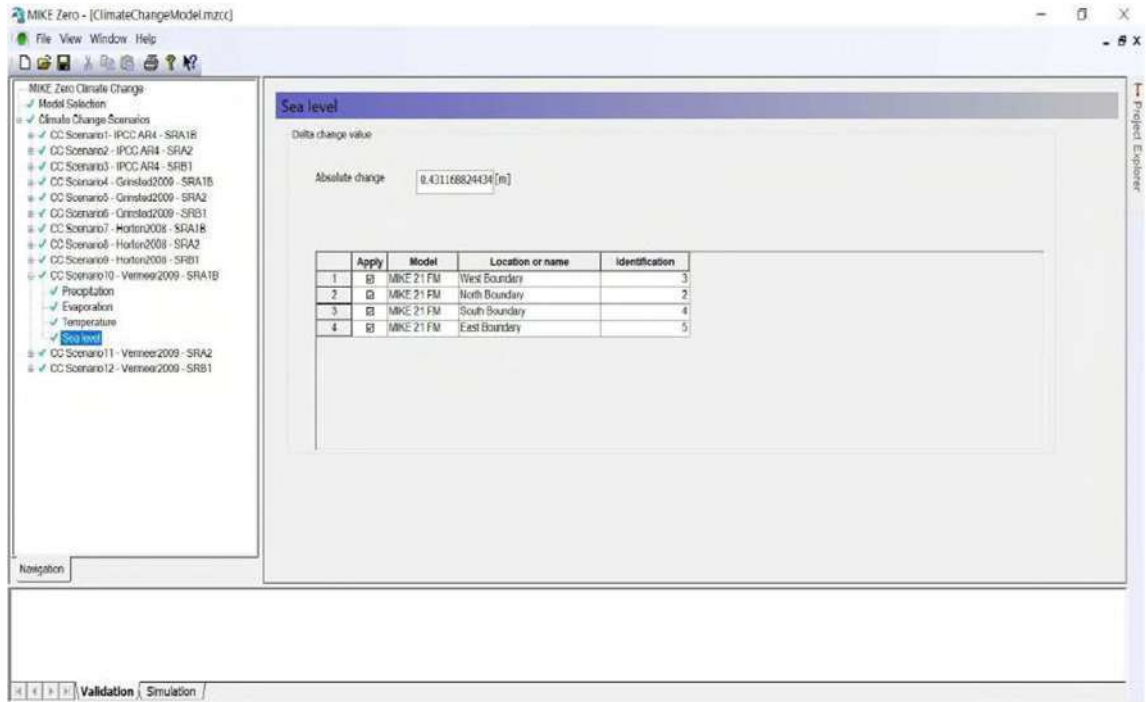 MIKE Zero - [ClimateChangeModel.mzcc]
File View Window Help
MIKE Zero Climate Change
Model Selection
Climate Change Scenarios
CC Scenario1- IPCC AR4 - SRA1B
CC Scenario2 - IPCC AR4 - SRA2
CC Scenario3 - IPCC AR4 - SRB1
CC Scenario4 - Grinsted2009 - SRA1B
CC Scenario5 - Grinsted2009 - SRA2
CC Scenario6 - Grinsted2009 - SRB1
CC Scenario7 - Horton2008 - SRA1B
CC Scenario8 - Horton2008 - SRA2
CC Scenario9 - Horton2008 - SRB1
CC Scenario10 - Vermeer2009 - SRA1B
Precipitation
Evaporation
Temperature
Sea level
CC Scenario11 - Vermeer2009 - SRA2
CC Scenario12 - Vermeer2009 - SRB1
Navigation
Sea level
Delta change value
Absolute change 0.431168824434 [m]
Apply Model Location or name Identification
1 MIKE 21 FM West Boundary 3
2 MIKE 21 FM North Boundary 2
3 MIKE 21 FM South Boundary 4
4 MIKE 21 FM East Boundary 5
Project Explorer
Validation Simulation